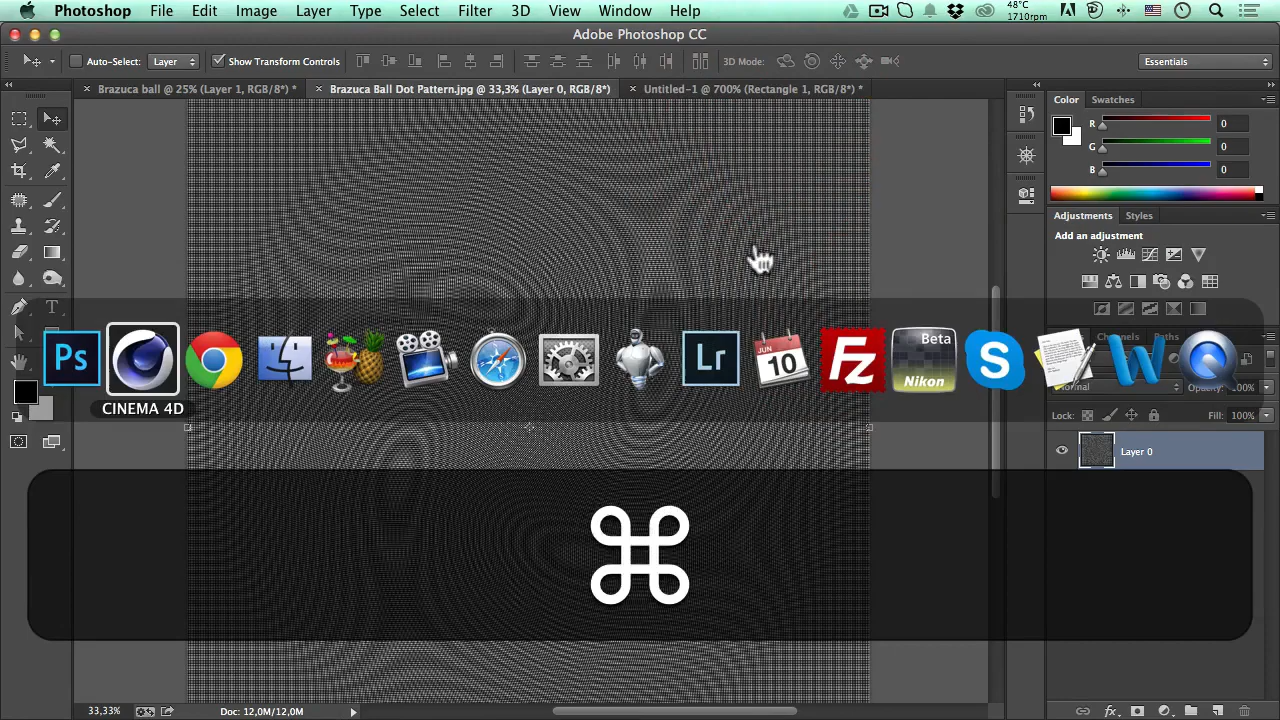 Photoshop File Edit Image Layer Type Select Filter 3D View Window Help
48°C
1710rpm
Adobe Photoshop CC
Auto-Select: Layer Show Transform Controls 3D Mode: Essentials
Brazuca ball @ 25% (Layer 1, RGB/8*) *
Brazuca Ball Dot Pattern.jpg @ 33,3% (Layer 0, RGB/8*)
Untitled-1 @ 700% (Rectangle 1, RGB/8*) *
Color Swatches
R 0
G 0
B 0
Adjustments Styles
Add an adjustment
Channels Paths
Ps
Lr
JUN
10
Fz
Beta
Nikon
S
W
CINEMA 4D
Normal Opacity: 100%
Lock: Fill: 100%
Layer 0
⌘
33,33% Doc: 12,0M/12,0M